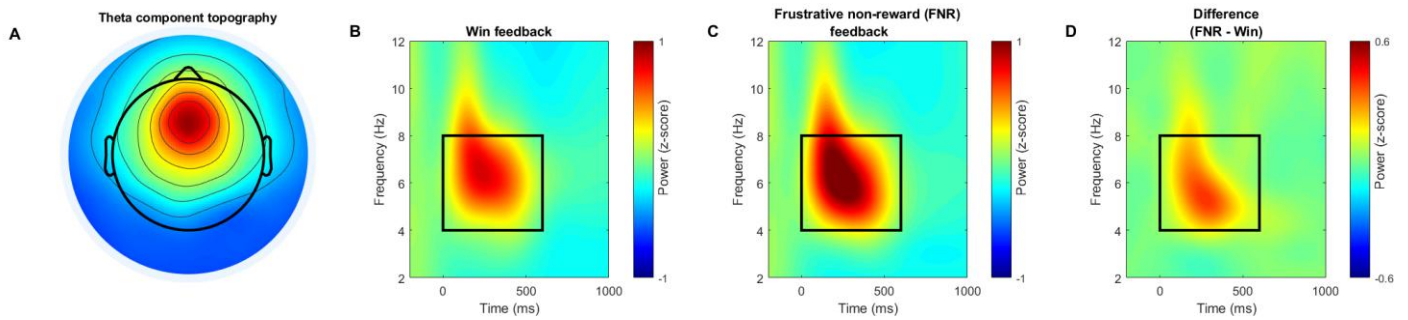 A
Theta component topography
B
Win feedback
12
10
8
6
4
2
Frequency (Hz)
0
500
1000
Time (ms)
1
-1
Power (z-score)
C
Frustrative non-reward (FNR)
feedback
12
10
8
6
4
2
Frequency (Hz)
0
500
1000
Time (ms)
1
-1
Power (z-score)
D
Difference
(FNR - Win)
12
10
8
6
4
2
Frequency (Hz)
0
500
1000
Time (ms)
0.6
-0.6
Power (z-score)